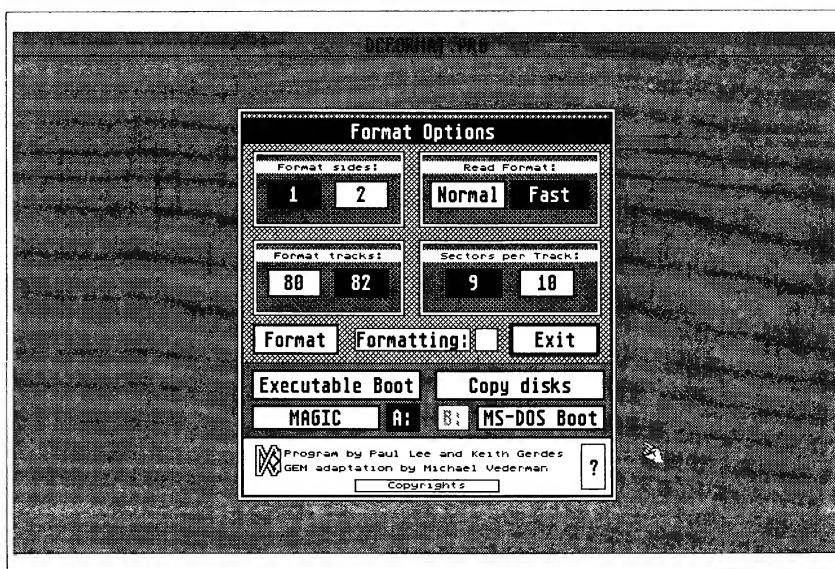 DCFORMAT.PRG
Format Options
Format sides:
1 2
Read Format:
Normal Fast
Format tracks:
80 82
Sectors per Track:
9 10
Format Formatting: Exit
Executable Boot Copy disks
MAGIC A: B: MS-DOS Boot
Program by Paul Lee and Keith Gerdes
GEM adaptation by Michael Vederman
?
Copyrights